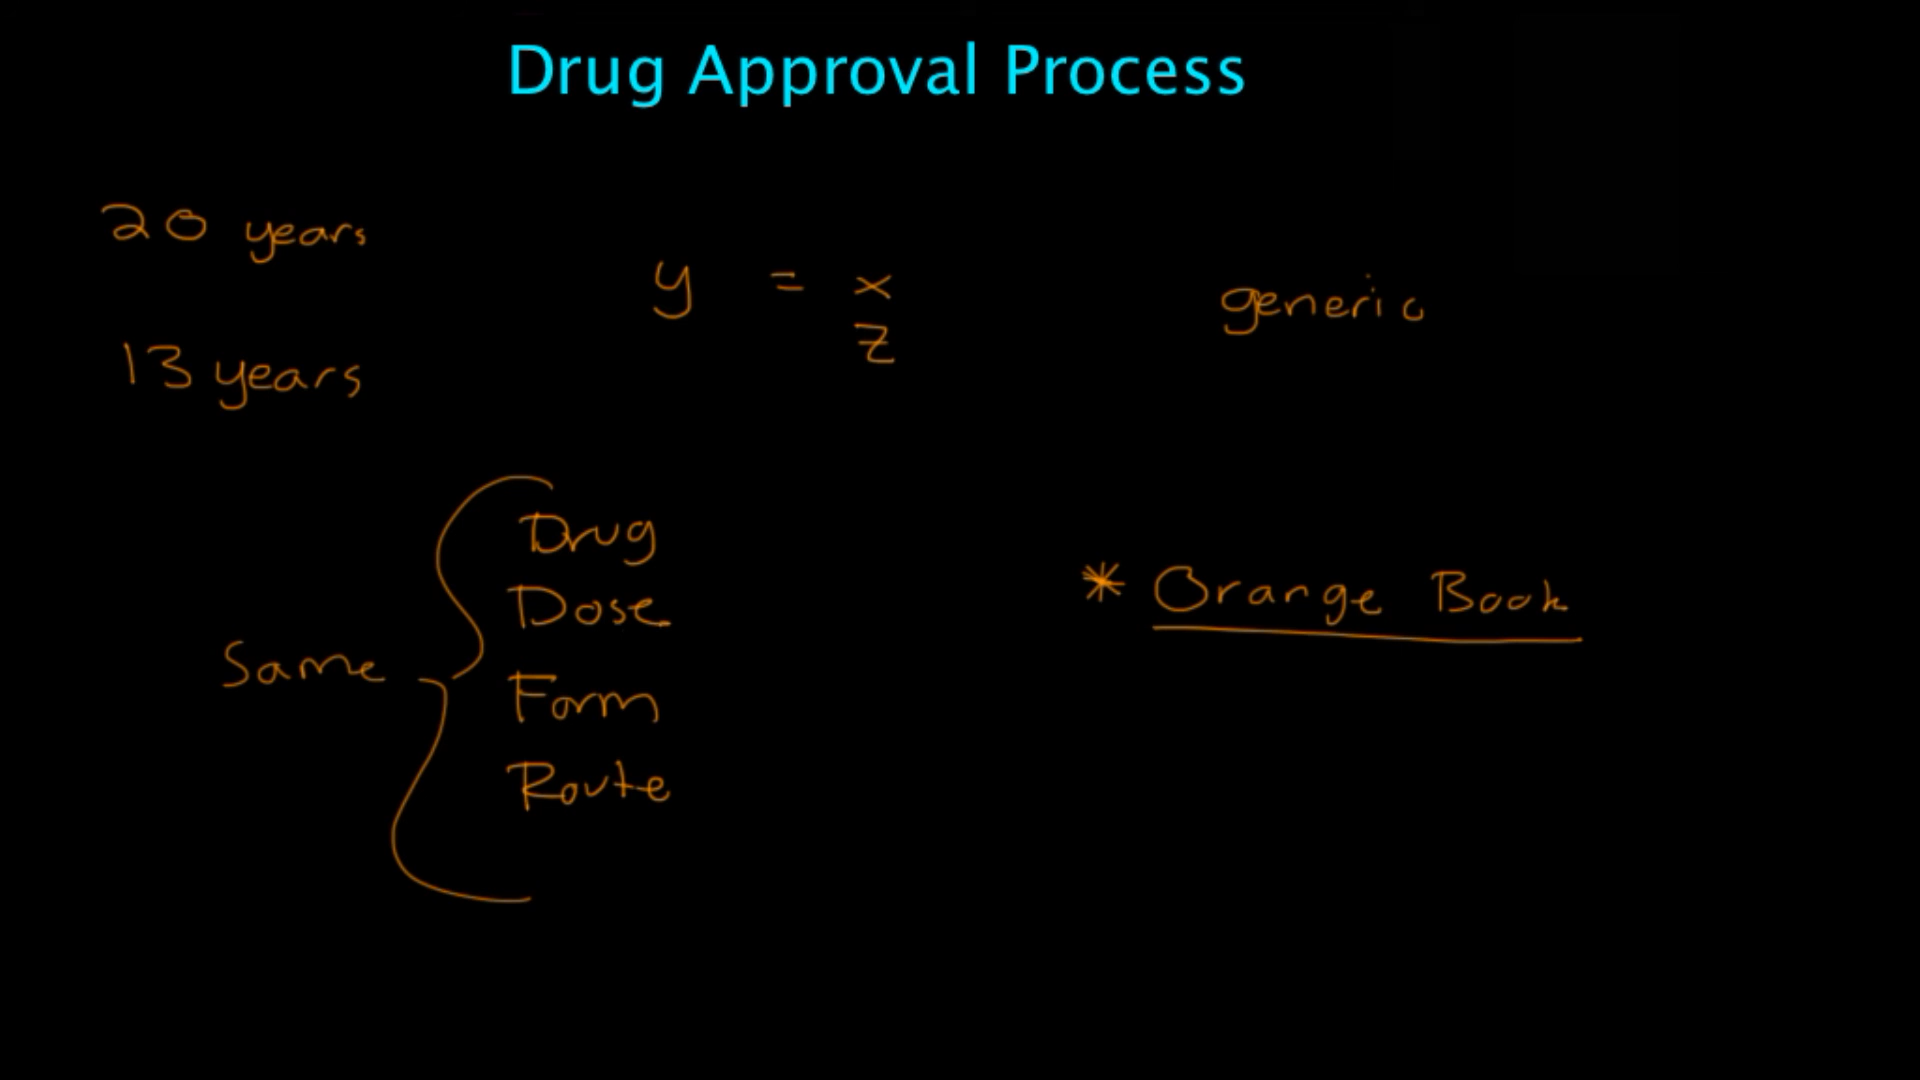 Drug Approval Process
20 years
y = x
z
generic
13 years
Same
Drug
Dose
Form
Route
* Orange Book